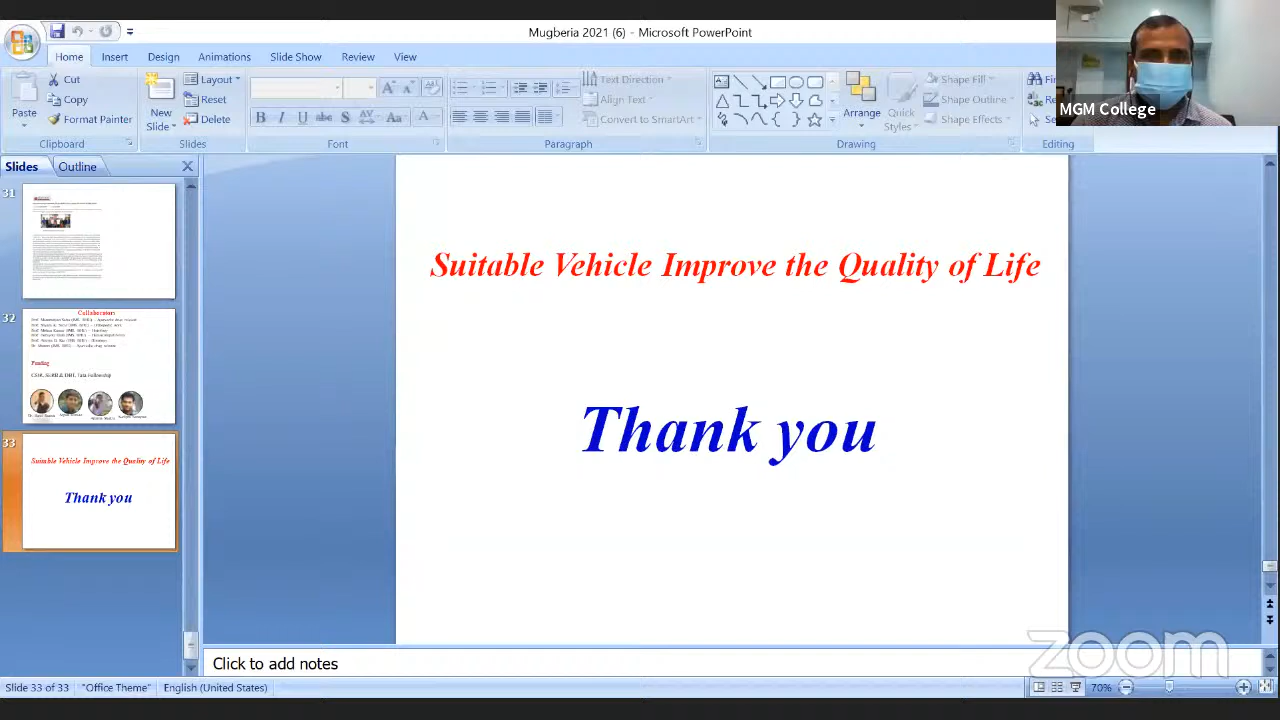 Mugberia 2021 (6) - Microsoft PowerPoint
Home Insert Design Animations Slide Show Review View
Paste
Cut
Copy
Format Painter
Clipboard
New Slide
Layout
Reset
Delete
Slides
B I U abc S
Font
Text Direction
Align Text
Convert to SmartArt
Paragraph
Arrange
Quick Styles
Shape Fill
Shape Outline
Shape Effects
Drawing
Editing
MGM College
Slides Outline
31
32
Collaborators
Funding
33
Suitable Vehicle Improve the Quality of Life
Thank you
Suitable Vehicle Improve the Quality of Life
Thank you
Click to add notes
zoom
Slide 33 of 33 "Office Theme" English (United States) 70%